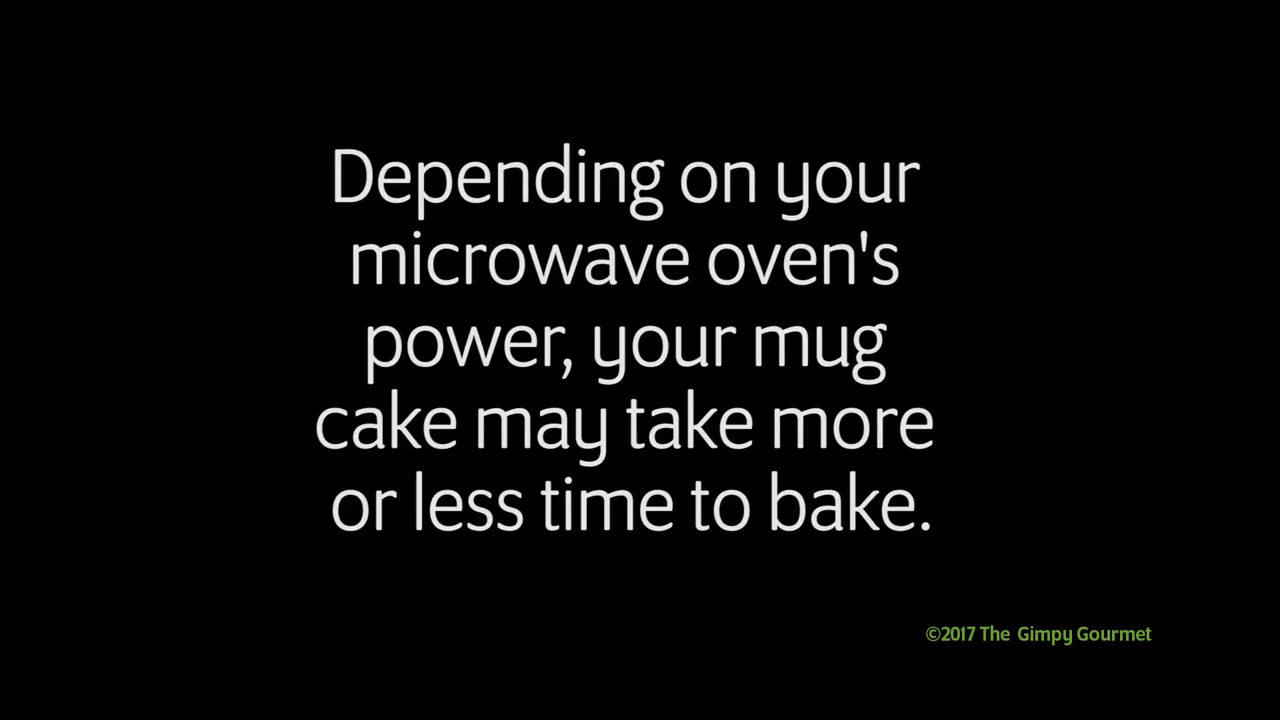 Depending on your
microwave oven's
power, your mug
cake may take more
or less time to bake.
©2017 The Gimpy Gourmet